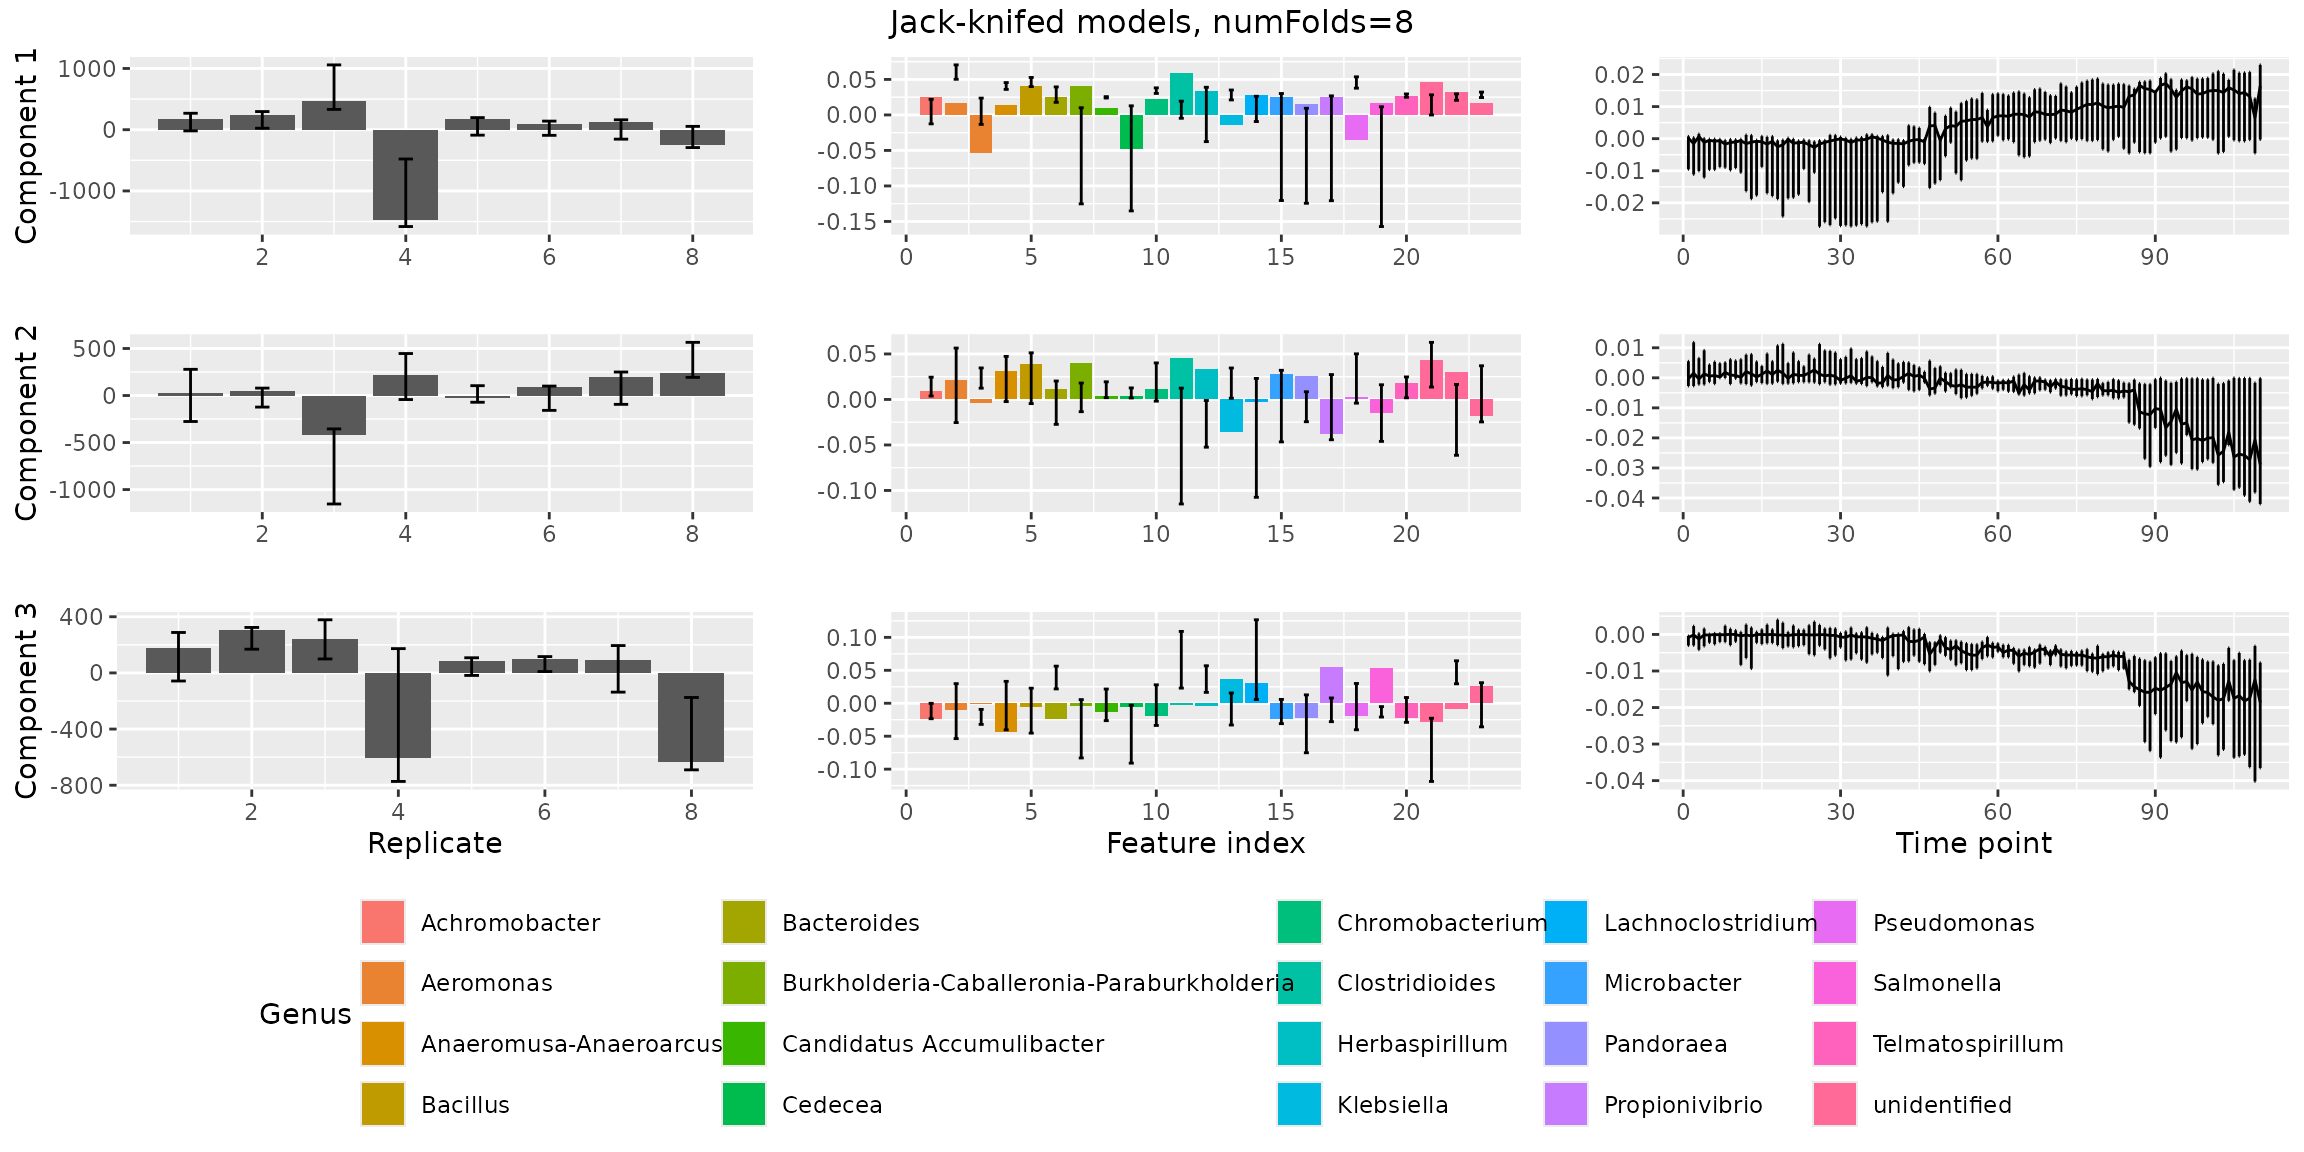 Jack-knifed models, numFolds=8
Component 1
1000
0
-1000
2 4 6 8
0.05
0.00
-0.05
-0.10
-0.15
0 5 10 15 20
0.02
0.01
0.00
-0.01
-0.02
0 30 60 90
Component 2
500
0
-500
-1000
2 4 6 8
0.05
0.00
-0.05
-0.10
0 5 10 15 20
0.01
0.00
-0.01
-0.02
-0.03
-0.04
0 30 60 90
Component 3
400
0
-400
-800
2 4 6 8
Replicate
0.10
0.05
0.00
-0.05
-0.10
0 5 10 15 20
Feature index
0.00
-0.01
-0.02
-0.03
-0.04
0 30 60 90
Time point
Genus
Achromobacter
Aeromonas
Anaeromusa-Anaeroarcus
Bacillus
Bacteroides
Burkholderia-Caballeronia-Paraburkholderia
Candidatus Accumulibacter
Cedecea
Chromobacterium
Clostridioides
Herbaspirillum
Klebsiella
Lachnoclostridium
Microbacter
Pandoraea
Propionivibrio
Pseudomonas
Salmonella
Telmatospirillum
unidentified